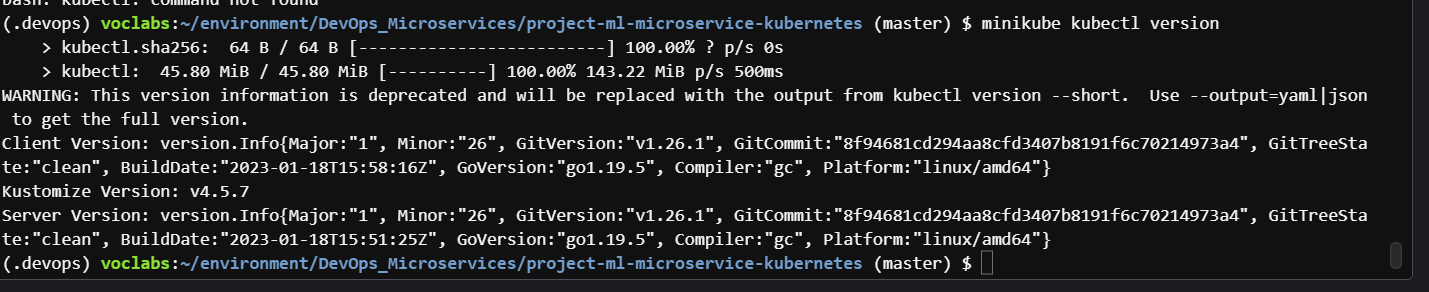 bash: kubectl: command not found
(.devops) voclabs:~/environment/DevOps_Microservices/project-ml-microservice-kubernetes (master) $ minikube kubectl version
    > kubectl.sha256:  64 B / 64 B [-------------------------] 100.00% ? p/s 0s
    > kubectl:  45.80 MiB / 45.80 MiB [----------] 100.00% 143.22 MiB p/s 500ms
WARNING: This version information is deprecated and will be replaced with the output from kubectl version --short.  Use --output=yaml|json
 to get the full version.
Client Version: version.Info{Major:"1", Minor:"26", GitVersion:"v1.26.1", GitCommit:"8f94681cd294aa8cfd3407b8191f6c70214973a4", GitTreeSta
te:"clean", BuildDate:"2023-01-18T15:58:16Z", GoVersion:"go1.19.5", Compiler:"gc", Platform:"linux/amd64"}
Kustomize Version: v4.5.7
Server Version: version.Info{Major:"1", Minor:"26", GitVersion:"v1.26.1", GitCommit:"8f94681cd294aa8cfd3407b8191f6c70214973a4", GitTreeSta
te:"clean", BuildDate:"2023-01-18T15:51:25Z", GoVersion:"go1.19.5", Compiler:"gc", Platform:"linux/amd64"}
(.devops) voclabs:~/environment/DevOps_Microservices/project-ml-microservice-kubernetes (master) $